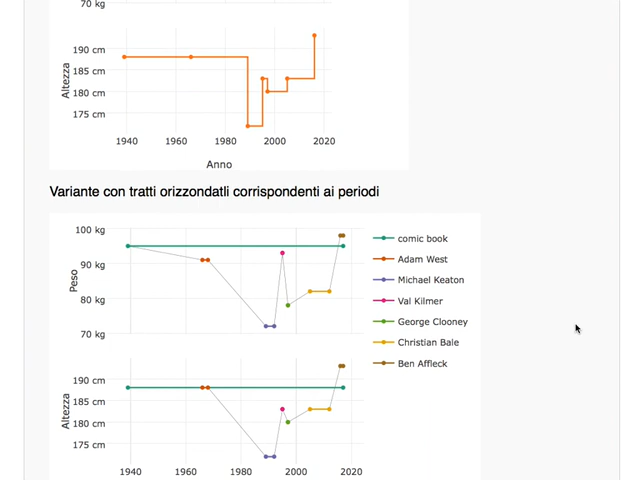 70 kg
190 cm
185 cm
180 cm
175 cm
Altezza
1940 1960 1980 2000 2020
Anno
Variante con tratti orizzondatli corrispondenti ai periodi
100 kg
90 kg
80 kg
70 kg
Peso
comic book
Adam West
Michael Keaton
Val Kilmer
George Clooney
Christian Bale
Ben Affleck
190 cm
185 cm
180 cm
175 cm
Altezza
1940 1960 1980 2000 2020